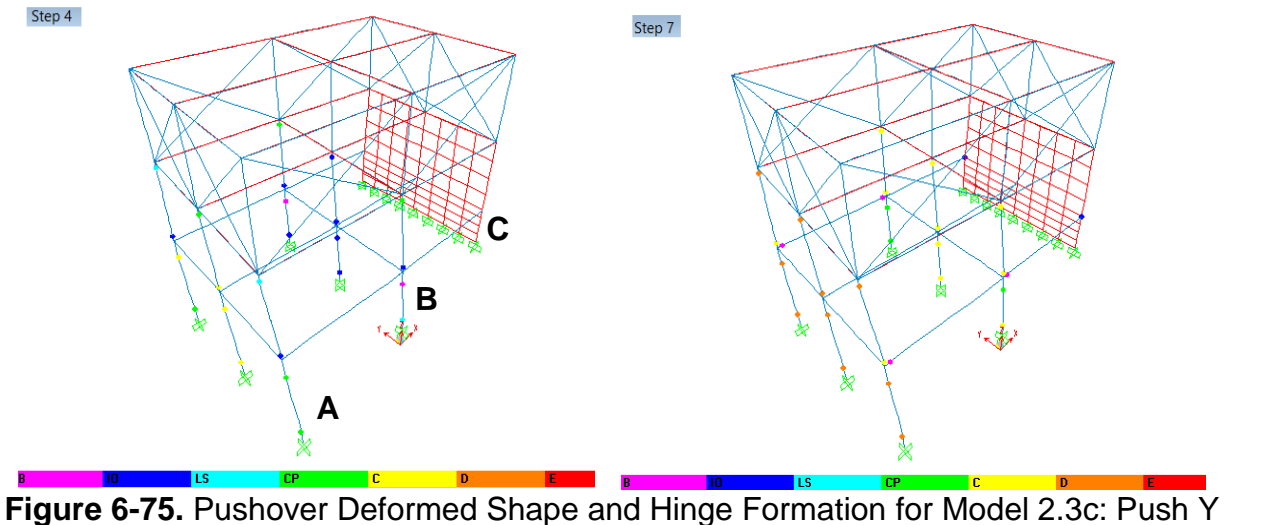 Step 4
Step 7
C
B
A
Y X
Y X
B IO LS CP C D E
B IO LS CP C D E
Figure 6-75. Pushover Deformed Shape and Hinge Formation for Model 2.3c: Push Y